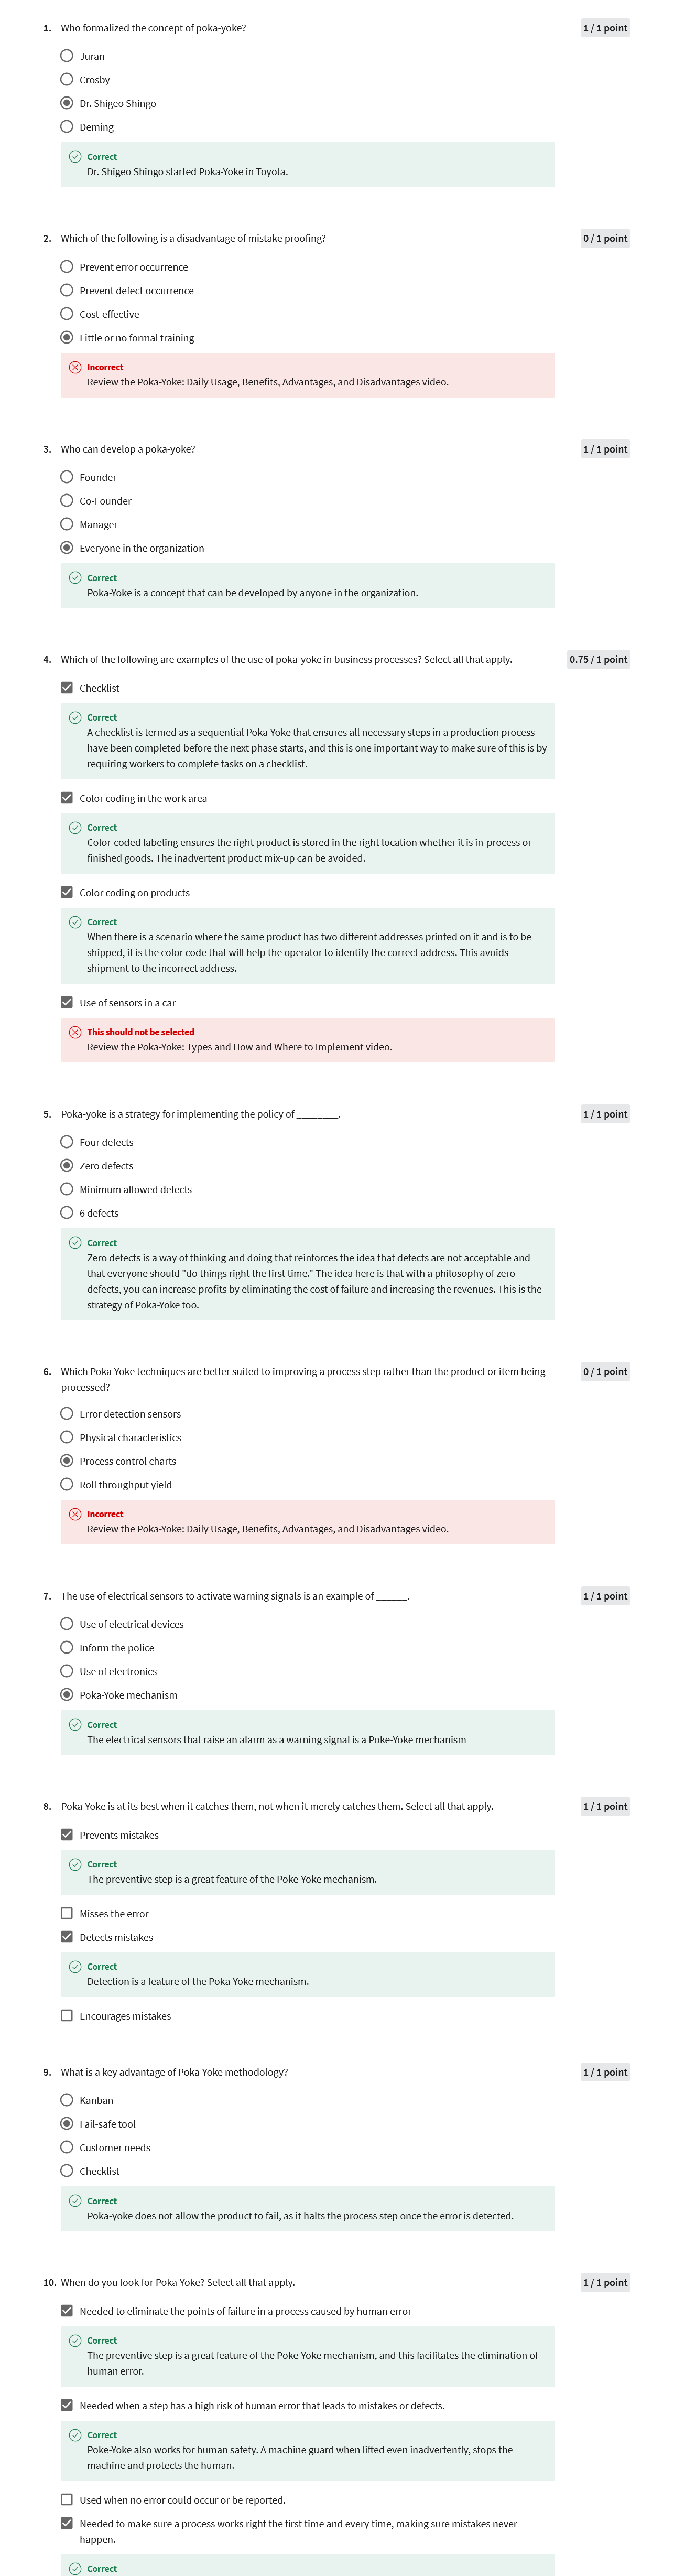 1. Who formalized the concept of poka-yoke? 1 / 1 point
Juran
Crosby
Dr. Shigeo Shingo
Deming
Correct
Dr. Shigeo Shingo started Poka-Yoke in Toyota.
2. Which of the following is a disadvantage of mistake proofing? 0 / 1 point
Prevent error occurrence
Prevent defect occurrence
Cost-effective
Little or no formal training
Incorrect
Review the Poka-Yoke: Daily Usage, Benefits, Advantages, and Disadvantages video.
3. Who can develop a poka-yoke? 1 / 1 point
Founder
Co-Founder
Manager
Everyone in the organization
Correct
Poka-Yoke is a concept that can be developed by anyone in the organization.
4. Which of the following are examples of the use of poka-yoke in business processes? Select all that apply. 0.75 / 1 point
Checklist
Correct
A checklist is termed as a sequential Poka-Yoke that ensures all necessary steps in a production process
have been completed before the next phase starts, and this is one important way to make sure of this is by
requiring workers to complete tasks on a checklist.
Color coding in the work area
Correct
Color-coded labeling ensures the right product is stored in the right location whether it is in-process or
finished goods. The inadvertent product mix-up can be avoided.
Color coding on products
Correct
When there is a scenario where the same product has two different addresses printed on it and is to be
shipped, it is the color code that will help the operator to identify the correct address. This avoids
shipment to the incorrect address.
Use of sensors in a car
This should not be selected
Review the Poka-Yoke: Types and How and Where to Implement video.
5. Poka-yoke is a strategy for implementing the policy of ________. 1 / 1 point
Four defects
Zero defects
Minimum allowed defects
6 defects
Correct
Zero defects is a way of thinking and doing that reinforces the idea that defects are not acceptable and
that everyone should "do things right the first time." The idea here is that with a philosophy of zero
defects, you can increase profits by eliminating the cost of failure and increasing the revenues. This is the
strategy of Poka-Yoke too.
6. Which Poka-Yoke techniques are better suited to improving a process step rather than the product or item being 0 / 1 point
processed?
Error detection sensors
Physical characteristics
Process control charts
Roll throughput yield
Incorrect
Review the Poka-Yoke: Daily Usage, Benefits, Advantages, and Disadvantages video.
7. The use of electrical sensors to activate warning signals is an example of ______. 1 / 1 point
Use of electrical devices
Inform the police
Use of electronics
Poka-Yoke mechanism
Correct
The electrical sensors that raise an alarm as a warning signal is a Poke-Yoke mechanism
8. Poka-Yoke is at its best when it catches them, not when it merely catches them. Select all that apply. 1 / 1 point
Prevents mistakes
Correct
The preventive step is a great feature of the Poke-Yoke mechanism.
Misses the error
Detects mistakes
Correct
Detection is a feature of the Poka-Yoke mechanism.
Encourages mistakes
9. What is a key advantage of Poka-Yoke methodology? 1 / 1 point
Kanban
Fail-safe tool
Customer needs
Checklist
Correct
Poka-yoke does not allow the product to fail, as it halts the process step once the error is detected.
10. When do you look for Poka-Yoke? Select all that apply. 1 / 1 point
Needed to eliminate the points of failure in a process caused by human error
Correct
The preventive step is a great feature of the Poke-Yoke mechanism, and this facilitates the elimination of
human error.
Needed when a step has a high risk of human error that leads to mistakes or defects.
Correct
Poke-Yoke also works for human safety. A machine guard when lifted even inadvertently, stops the
machine and protects the human.
Used when no error could occur or be reported.
Needed to make sure a process works right the first time and every time, making sure mistakes never
happen.
Correct